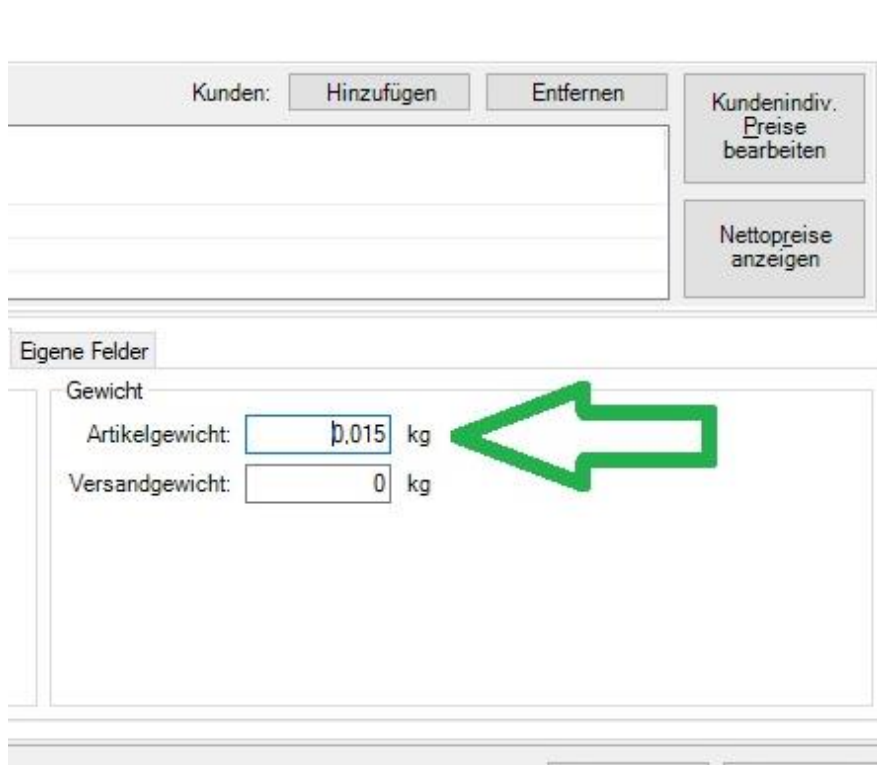 Kunden: Hinzufügen Entfernen
Kundenindiv.
Preise
bearbeiten
Nettopreise
anzeigen
Eigene Felder
Gewicht
Artikelgewicht: 0,015 kg
Versandgewicht: 0 kg